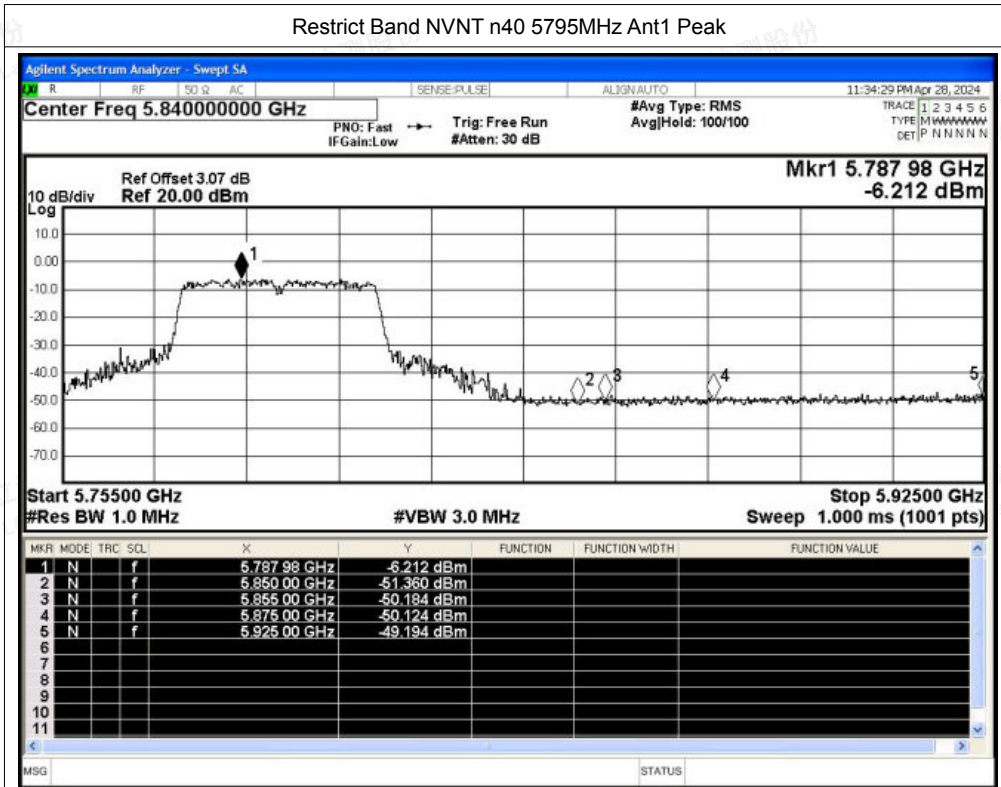 Restrict Band NVNT n40 5795MHz Ant1 Peak
Agilent Spectrum Analyzer - Swept SA
LXI R RF 50 Ω AC SENSE:PULSE ALIGNAUTO 11:34:29 PM Apr 28, 2024
Center Freq 5.840000000 GHz
PNO: Fast
IFGain:Low
Trig: Free Run
#Atten: 30 dB
#Avg Type: RMS
Avg|Hold: 100/100
TRACE 1 2 3 4 5 6
TYPE M WWWWW
DET P N N N N N
Mkr1 5.787 98 GHz
-6.212 dBm
Ref Offset 3.07 dB
10 dB/div Ref 20.00 dBm
Log
10.0
0.00
-10.0
-20.0
-30.0
-40.0
-50.0
-60.0
-70.0
1
2
3
4
5
Start 5.75500 GHz Stop 5.92500 GHz
#Res BW 1.0 MHz #VBW 3.0 MHz Sweep 1.000 ms (1001 pts)
MKR MODE TRC SCL X Y FUNCTION FUNCTION WIDTH FUNCTION VALUE
1 N f 5.787 98 GHz -6.212 dBm
2 N f 5.850 00 GHz -51.360 dBm
3 N f 5.855 00 GHz -50.184 dBm
4 N f 5.875 00 GHz -50.124 dBm
5 N f 5.925 00 GHz -49.194 dBm
6
7
8
9
10
11
MSG STATUS